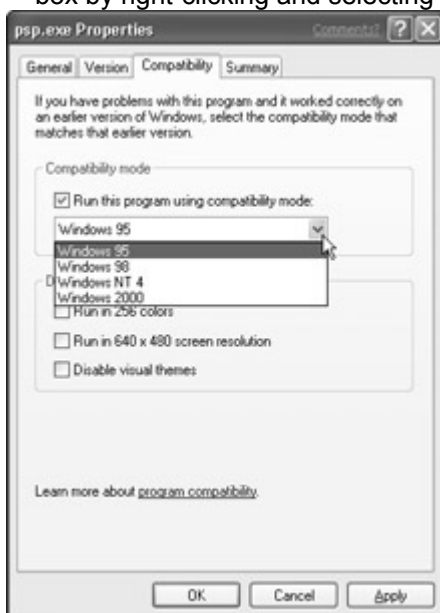 box by right-clicking and selecting
psp.exe Properties Comments? ?
General Version Compatibility Summary
If you have problems with this program and it worked correctly on
an earlier version of Windows, select the compatibility mode that
matches that earlier version.
Compatibility mode
Run this program using compatibility mode:
Windows 95
Windows 95
Windows 98
D
Windows NT 4
Windows 2000
Run in 256 colors
Run in 640 x 480 screen resolution
Disable visual themes
Learn more about program compatibility.
OK Cancel Apply